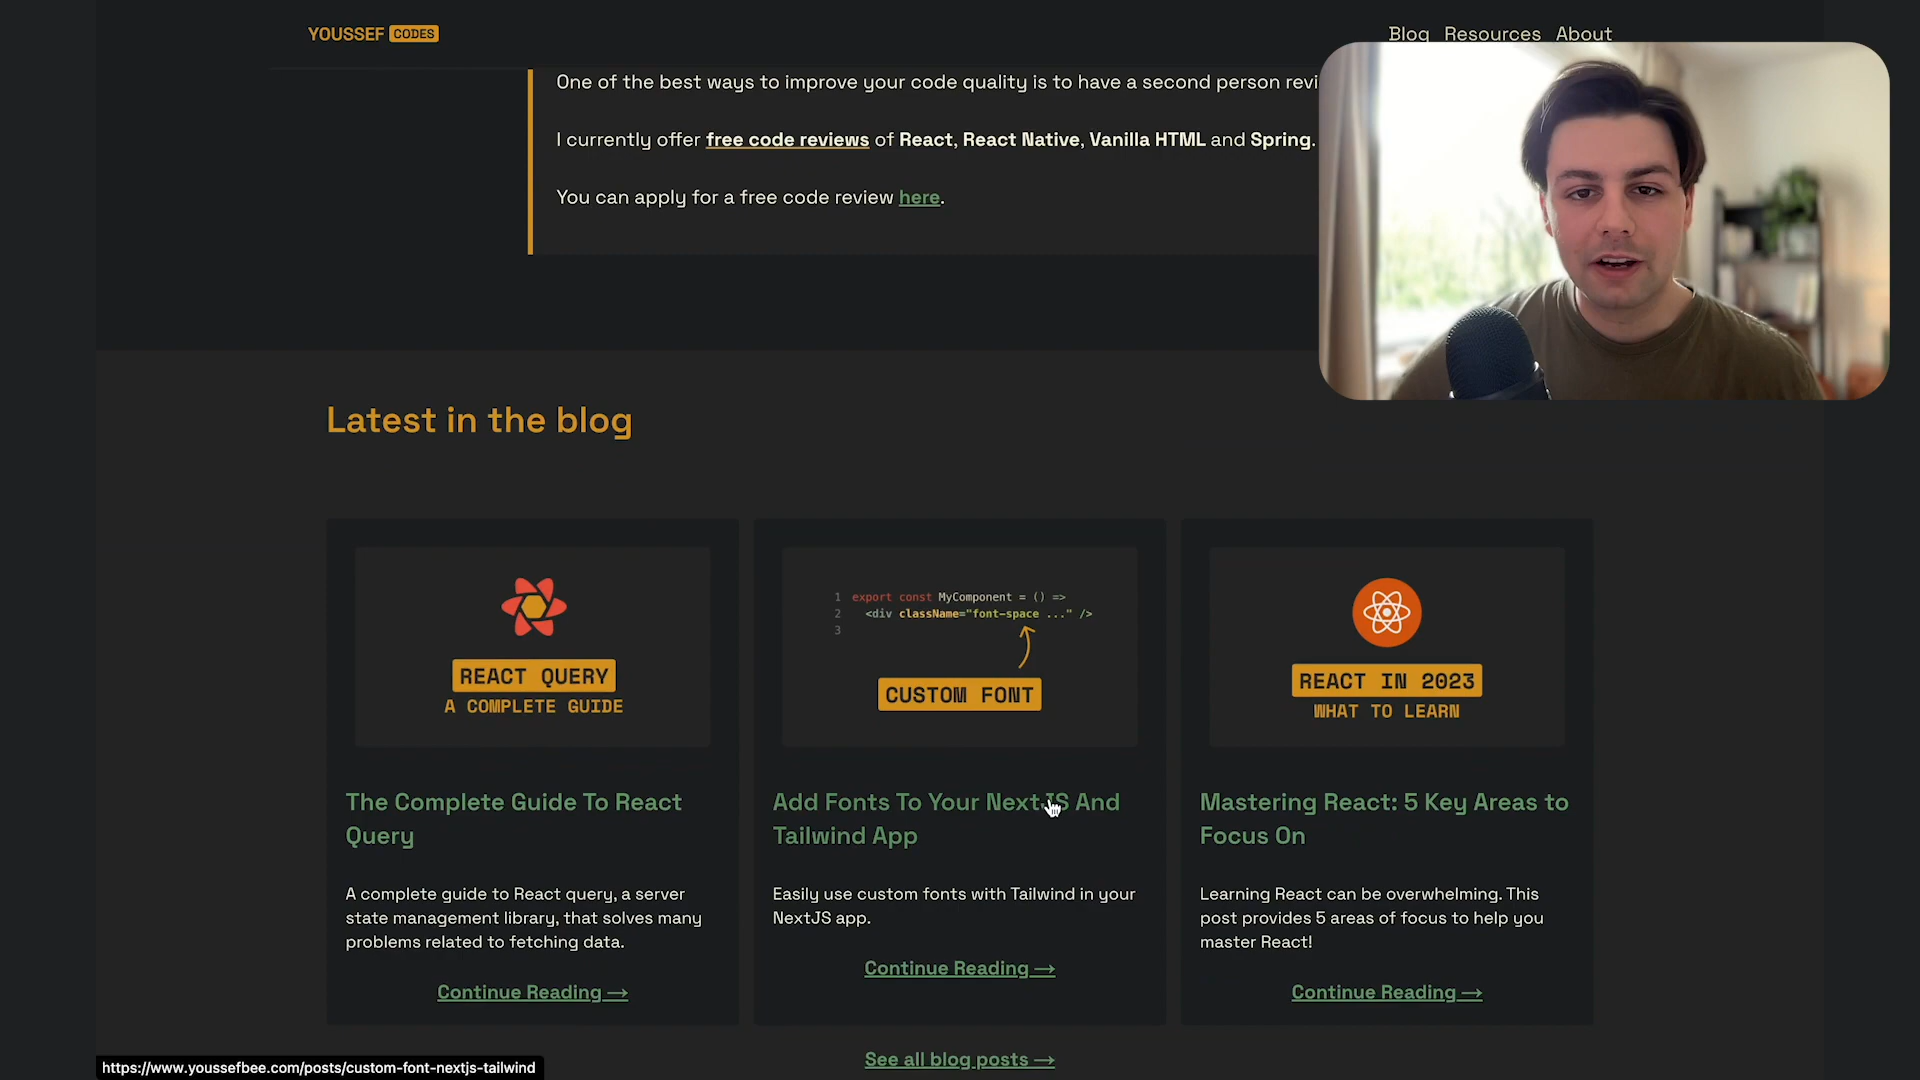 YOUSSEF CODES
Blog Resources About
One of the best ways to improve your code quality is to have a second person revi
I currently offer free code reviews of React, React Native, Vanilla HTML and Spring.
You can apply for a free code review here.
Latest in the blog
REACT QUERY
A COMPLETE GUIDE
The Complete Guide To React
Query
A complete guide to React query, a server
state management library, that solves many
problems related to fetching data.
Continue Reading →
1 export const MyComponent = () =>
2 <div className="font-space ..." />
3
CUSTOM FONT
Add Fonts To Your NextJS And
Tailwind App
Easily use custom fonts with Tailwind in your
NextJS app.
Continue Reading →
REACT IN 2023
WHAT TO LEARN
Mastering React: 5 Key Areas to
Focus On
Learning React can be overwhelming. This
post provides 5 areas of focus to help you
master React!
Continue Reading →
See all blog posts →
https://www.youssefbee.com/posts/custom-font-nextjs-tailwind